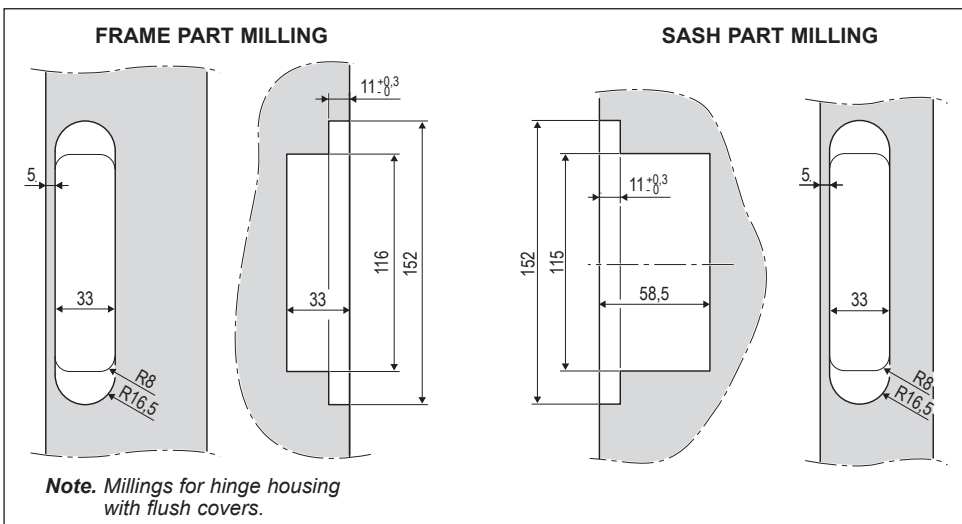 FRAME PART MILLING
SASH PART MILLING
11 +0,3 - 0
5
33
R8
R16,5
116
152
33
152
115
11 +0,3 - 0
58,5
5
33
R8
R16,5
Note. Millings for hinge housing
with flush covers.